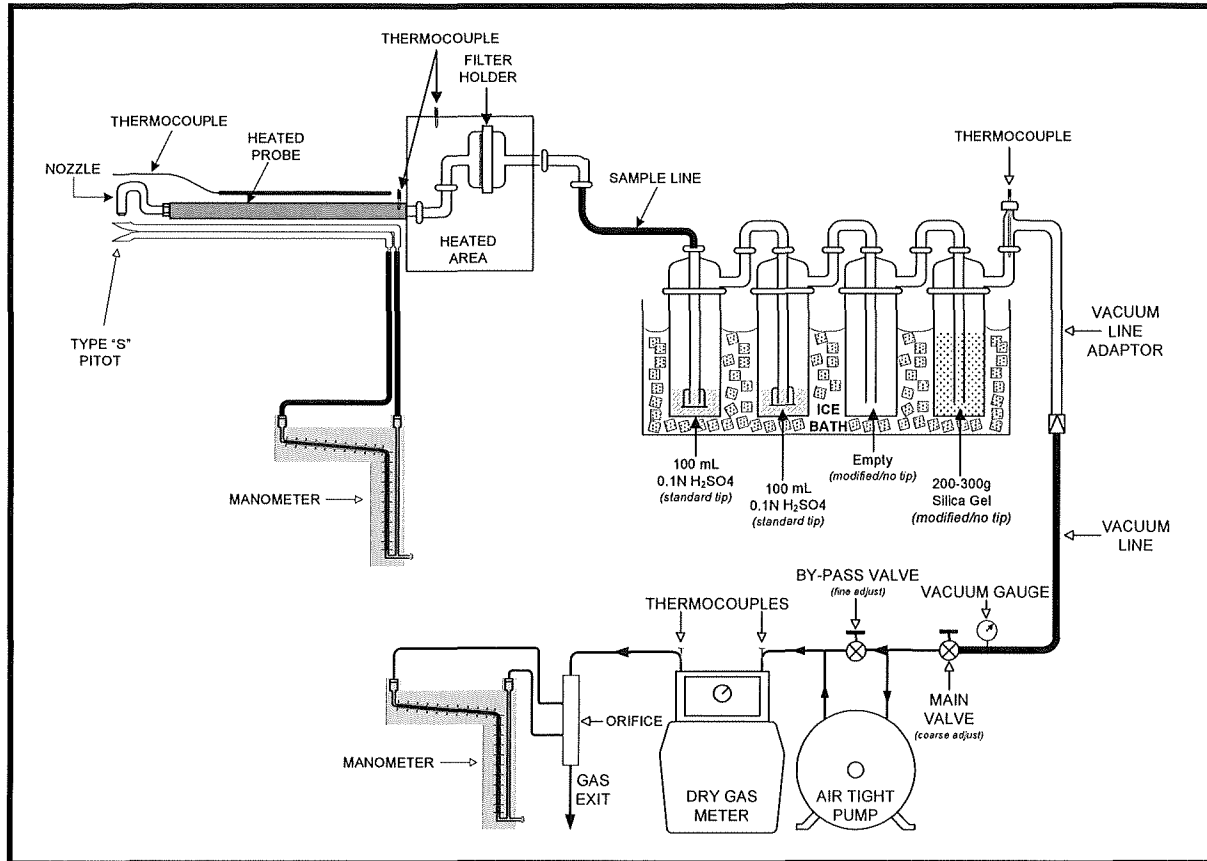 THERMOCOUPLE
FILTER
HOLDER
THERMOCOUPLE
HEATED
PROBE
NOZZLE
THERMOCOUPLE
SAMPLE LINE
HEATED
AREA
TYPE "S"
PITOT
VACUUM
LINE
ADAPTOR
ICE
BATH
100 mL
0.1N H₂SO4
(standard tip)
100 mL
0.1N H₂SO4
(standard tip)
Empty
(modified/no tip)
200-300g
Silica Gel
(modified/no tip)
MANOMETER
VACUUM
LINE
BY-PASS VALVE
(fine adjust)
VACUUM GAUGE
THERMOCOUPLES
MAIN
VALVE
(coarse adjust)
ORIFICE
MANOMETER
GAS
EXIT
DRY GAS
METER
AIR TIGHT
PUMP